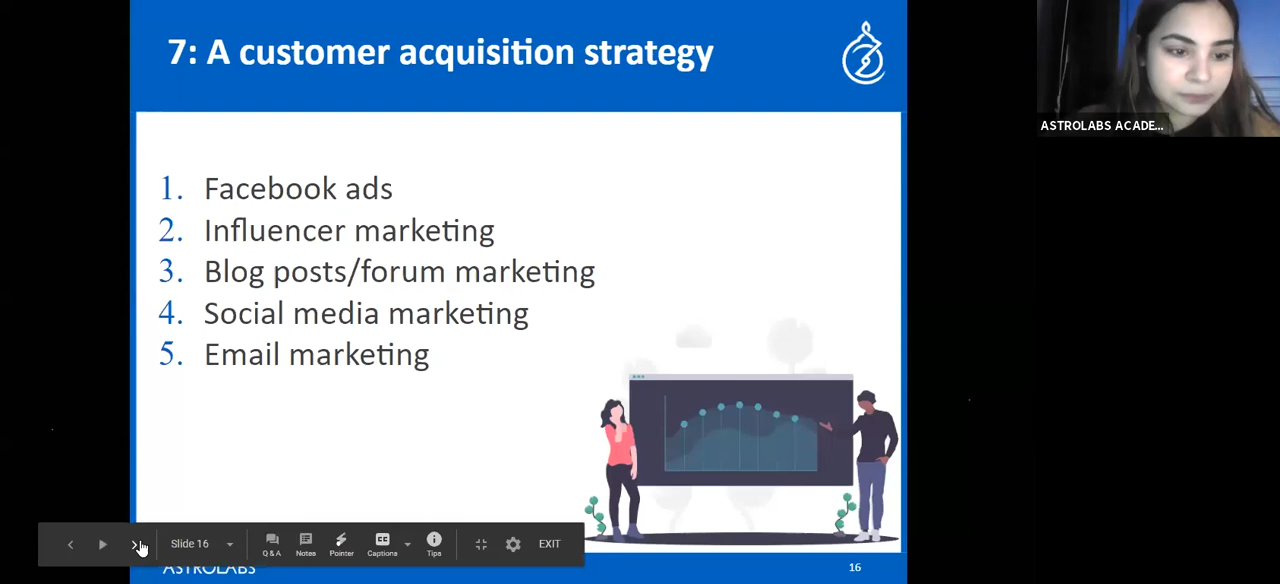 7: A customer acquisition strategy
ASTROLABS ACADE...
1. Facebook ads
2. Influencer marketing
3. Blog posts/forum marketing
4. Social media marketing
5. Email marketing
Slide 16
Q & A
Notes
Pointer
Captions
Tips
EXIT
ASTROLABS
16